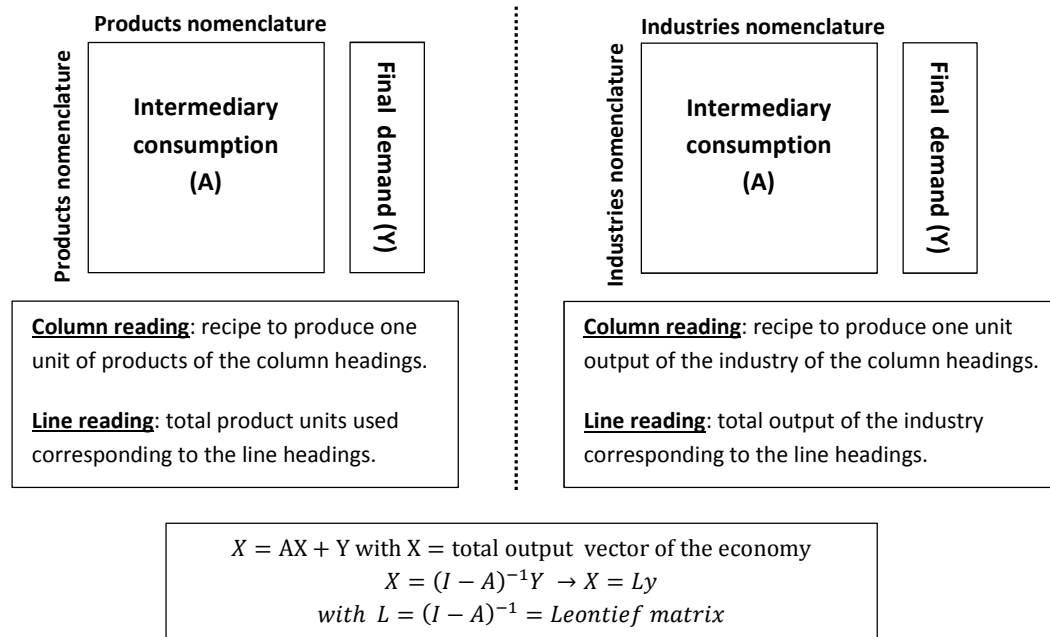 Products nomenclature
Products nomenclature
Intermediary
consumption
(A)
Final demand (Y)
Column reading: recipe to produce one
unit of products of the column headings.
Line reading: total product units used
corresponding to the line headings.
Industries nomenclature
Industries nomenclature
Intermediary
consumption
(A)
Final demand (Y)
Column reading: recipe to produce one unit
output of the industry of the column headings.
Line reading: total output of the industry
corresponding to the line headings.
X = AX + Y with X = total output vector of the economy
X = (I − A)⁻¹Y → X = Ly
with L = (I − A)⁻¹ = Leontief matrix